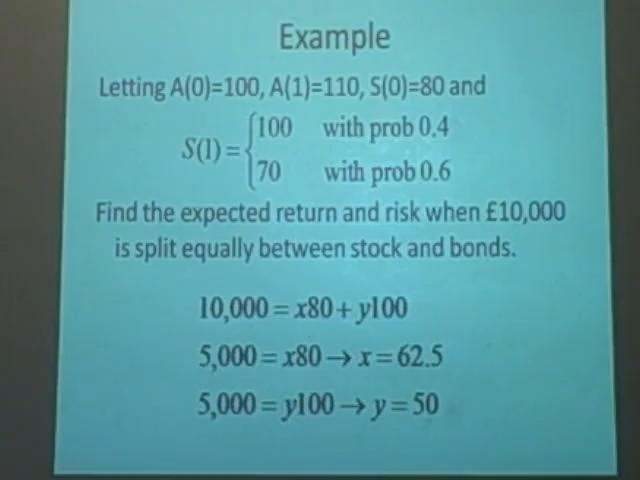 Example
Letting A(0)=100, A(1)=110, S(0)=80 and
S(1) = { 100 with prob 0.4
70 with prob 0.6
Find the expected return and risk when £10,000
is split equally between stock and bonds.
10,000 = x80 + y100
5,000 = x80 → x = 62.5
5,000 = y100 → y = 50